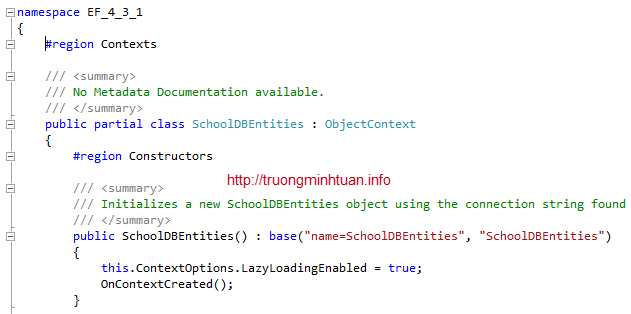 namespace EF_4_3_1
{
#region Contexts
/// <summary>
/// No Metadata Documentation available.
/// </summary>
public partial class SchoolDBEntities : ObjectContext
{
#region Constructors
http://truongminhtuan.info
/// <summary>
/// Initializes a new SchoolDBEntities object using the connection string found
/// </summary>
public SchoolDBEntities() : base("name=SchoolDBEntities", "SchoolDBEntities")
{
this.ContextOptions.LazyLoadingEnabled = true;
OnContextCreated();
}